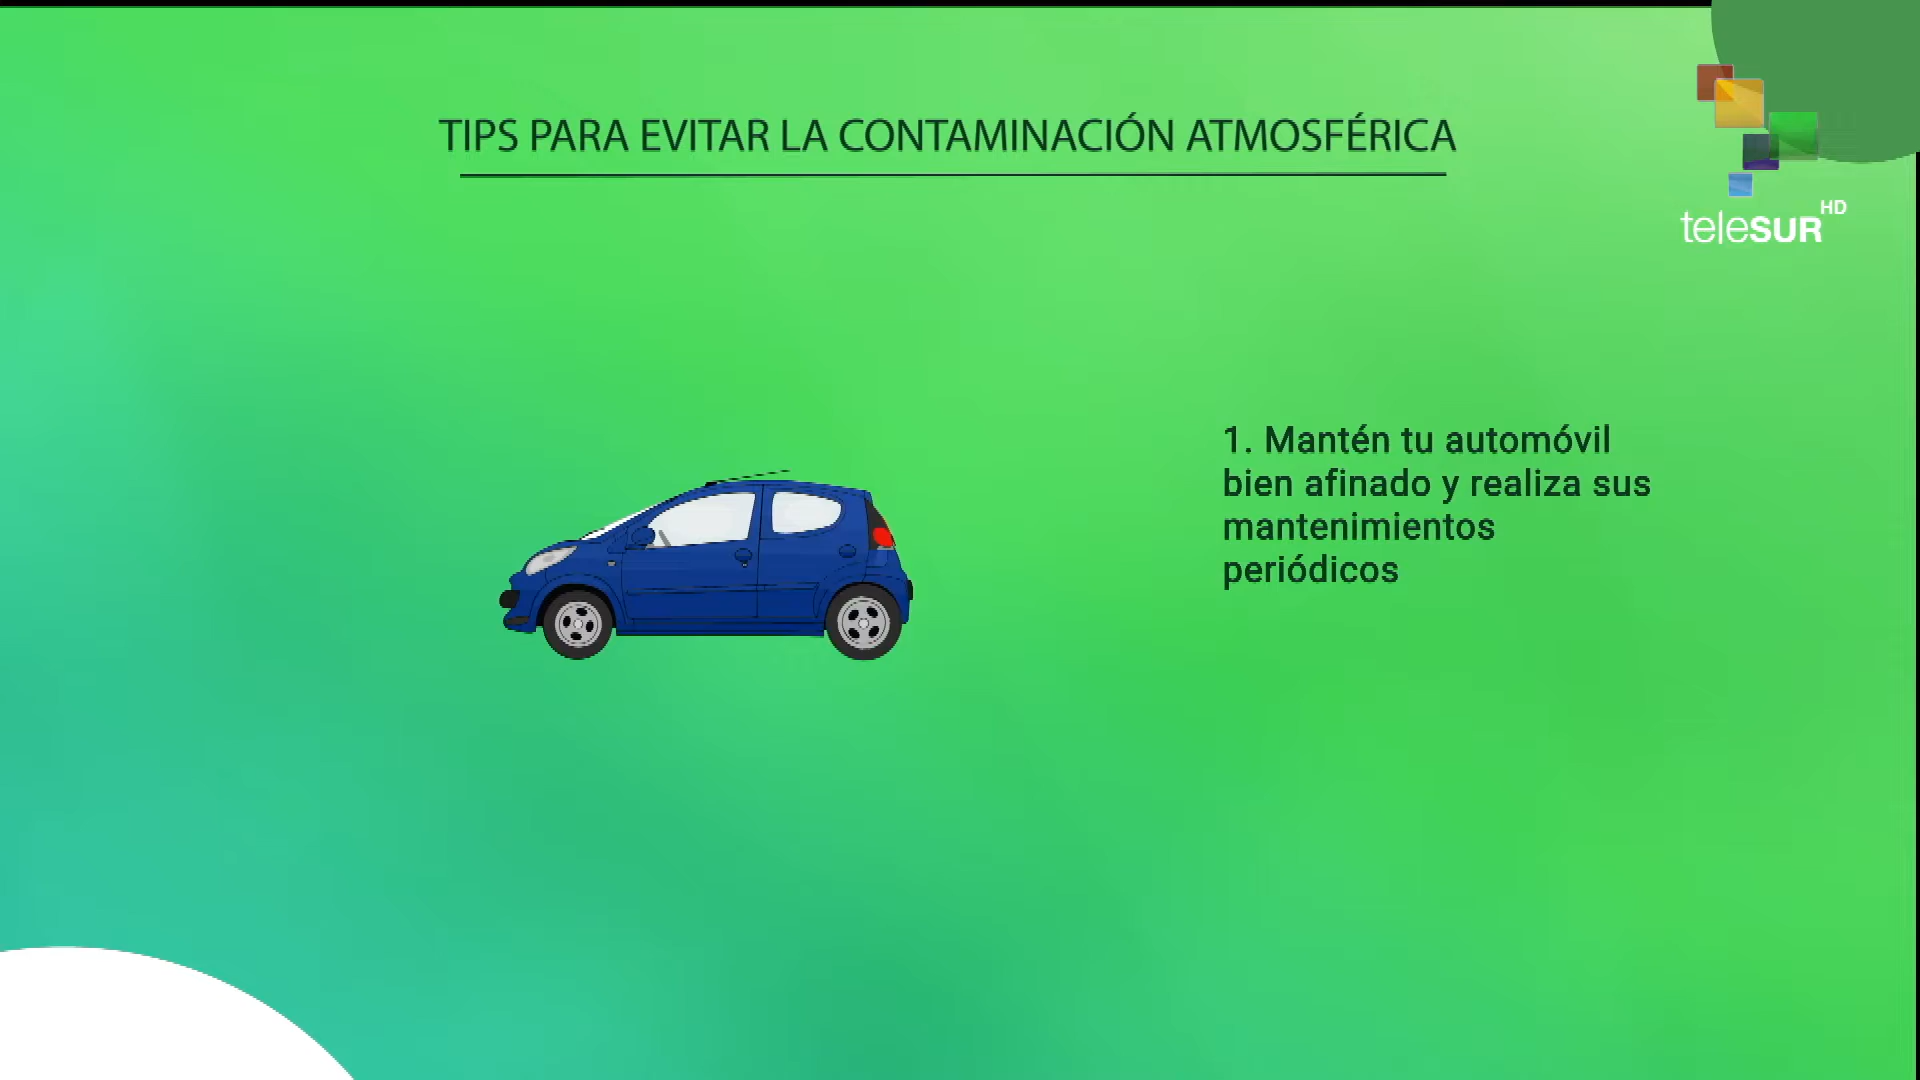 TIPS PARA EVITAR LA CONTAMINACIÓN ATMOSFÉRICA
teleSUR HD
1. Mantén tu automóvil
bien afinado y realiza sus
mantenimientos
periódicos